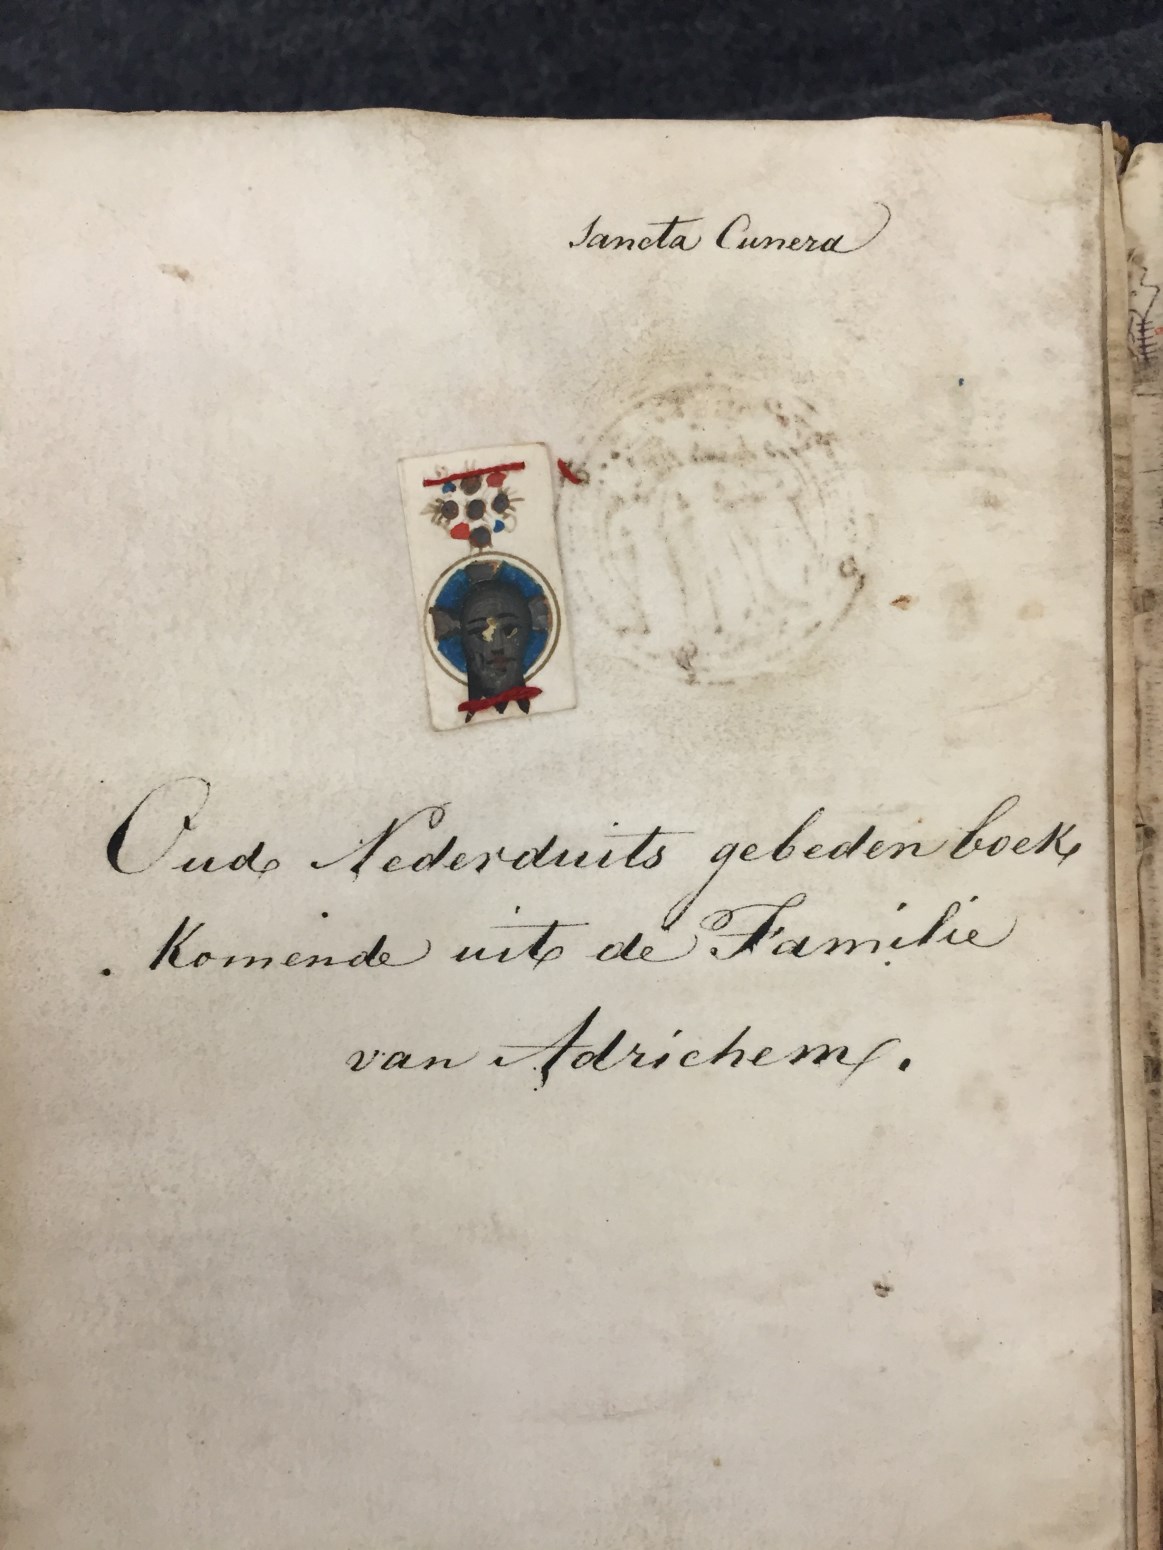 Sancta Cunera
Oud Nederduits gebeden boek
Komende uit de Familie
van Adrichem.